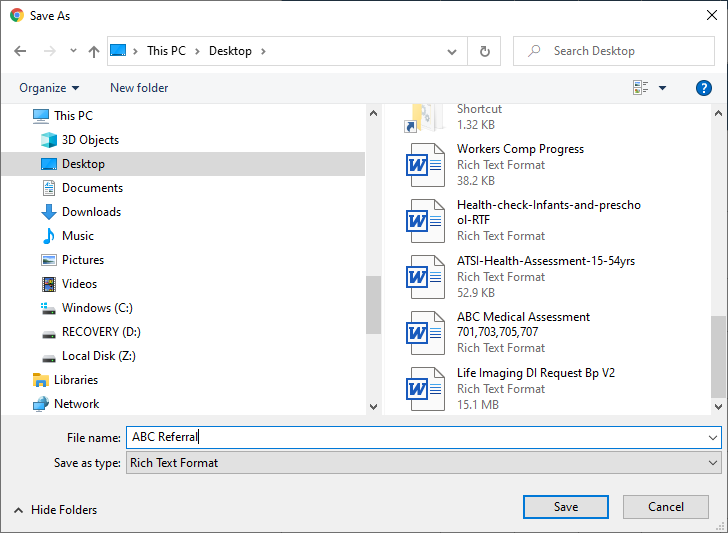 Save As
This PC
Desktop
Search Desktop
Organize
New folder
?
This PC
3D Objects
Desktop
Documents
Downloads
Music
Pictures
Videos
Windows (C:)
RECOVERY (D:)
Local Disk (Z:)
Libraries
Network
Shortcut
1.32 KB
W
Workers Comp Progress
Rich Text Format
38.2 KB
W
Health-check-Infants-and-prescho
ol-RTF
Rich Text Format
W
ATSI-Health-Assessment-15-54yrs
Rich Text Format
52.9 KB
W
ABC Medical Assessment
701,703,705,707
Rich Text Format
W
Life Imaging DI Request Bp V2
Rich Text Format
15.1 MB
File name: ABC Referral
Save as type: Rich Text Format
Hide Folders
Save
Cancel